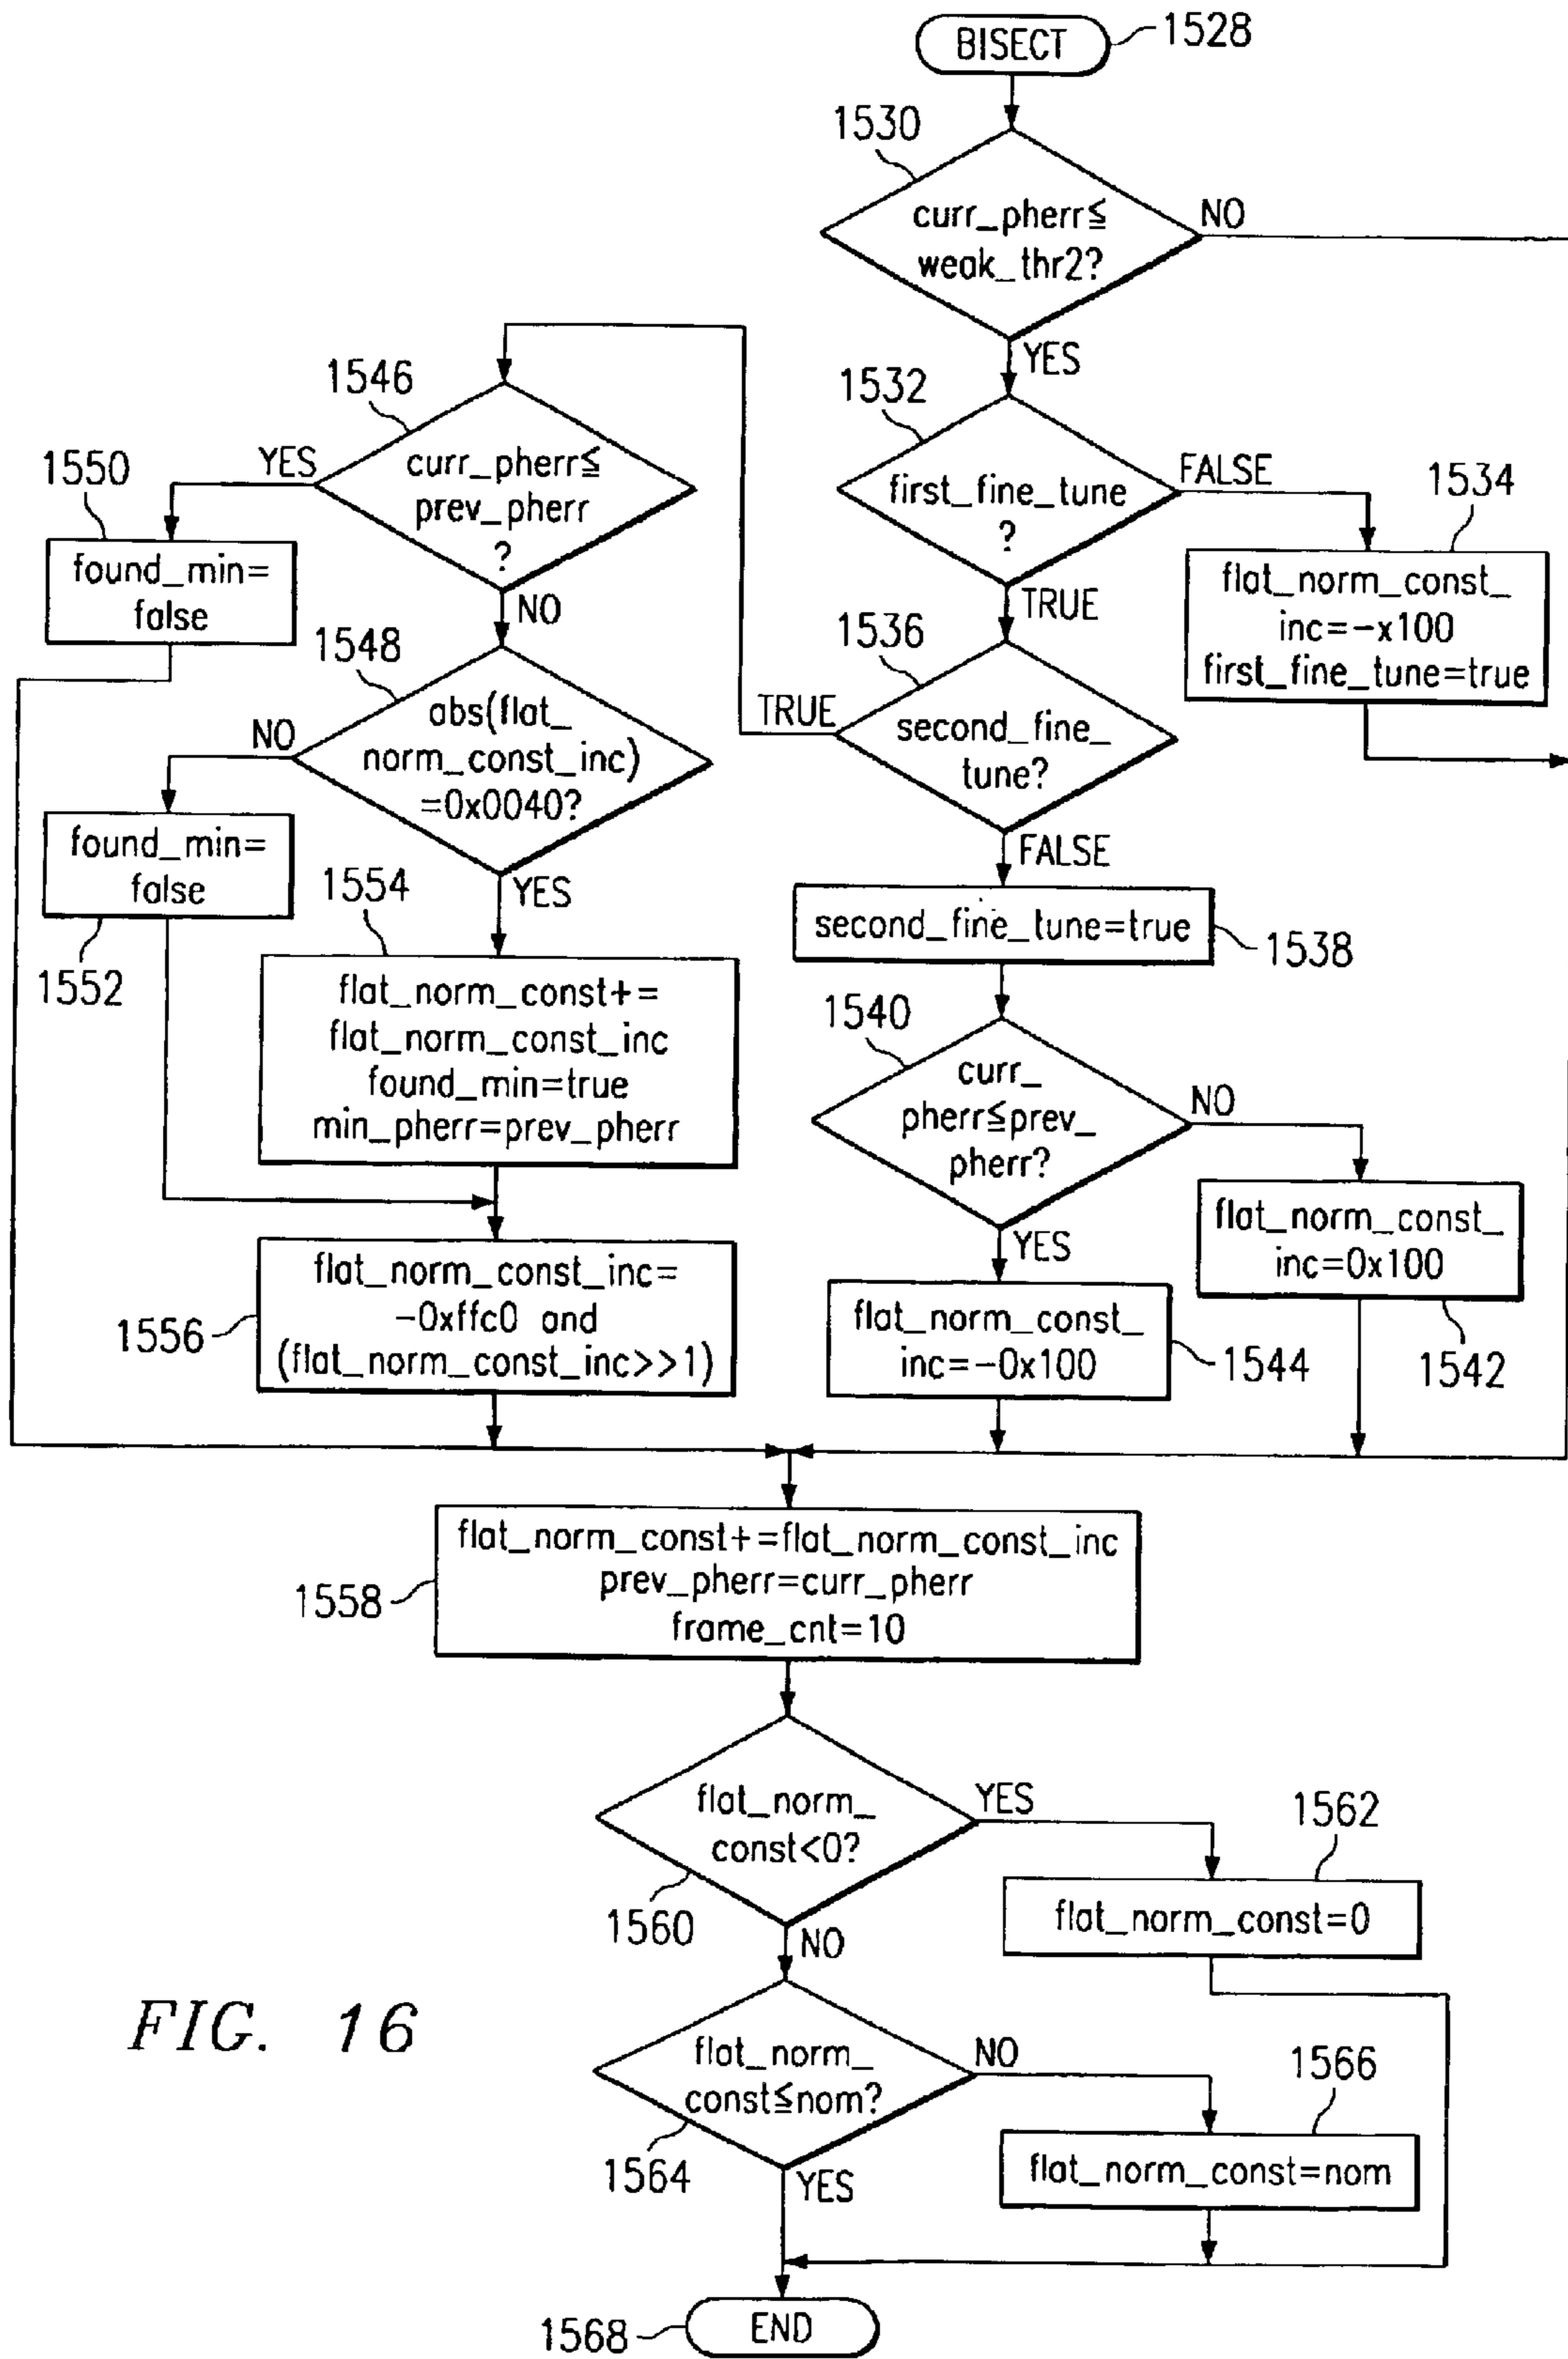 BISECT
1528
1530
curr_pherr≦
weak_thr2?
NO
YES
1532
first_fine_tune
?
FALSE
1534
flat_norm_const_
inc=-x100
first_fine_tune=true
TRUE
1536
second_fine_
tune?
TRUE
FALSE
second_fine_tune=true
1538
1540
curr_
pherr≦prev_
pherr?
NO
flat_norm_const_
inc=0x100
1542
YES
flat_norm_const_
inc=-0x100
1544
1546
curr_pherr≦
prev_pherr
?
YES
1550
found_min=
false
NO
1548
abs(flat_
norm_const_inc)
=0x0040?
NO
found_min=
false
1552
YES
1554
flat_norm_const+=
flat_norm_const_inc
found_min=true
min_pherr=prev_pherr
1556
flat_norm_const_inc=
-0xffc0 and
(flat_norm_const_inc>>1)
1558
flat_norm_const+=flat_norm_const_inc
prev_pherr=curr_pherr
frame_cnt=10
flat_norm_
const<0?
YES
1560
1562
flat_norm_const=0
NO
flat_norm_
const≦nom?
NO
1564
1566
flat_norm_const=nom
YES
1568
END
FIG. 16